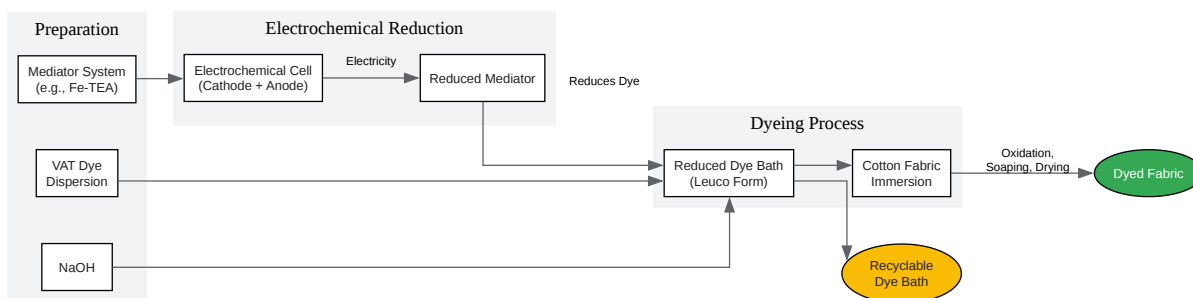 Preparation
Electrochemical Reduction
Mediator System
(e.g., Fe-TEA)
Electrochemical Cell
(Cathode + Anode)
Electricity
Reduced Mediator
Reduces Dye
Dyeing Process
VAT Dye
Dispersion
Reduced Dye Bath
(Leuco Form)
Cotton Fabric
Immersion
Oxidation,
Soaping, Drying
Dyed Fabric
NaOH
Recyclable
Dye Bath